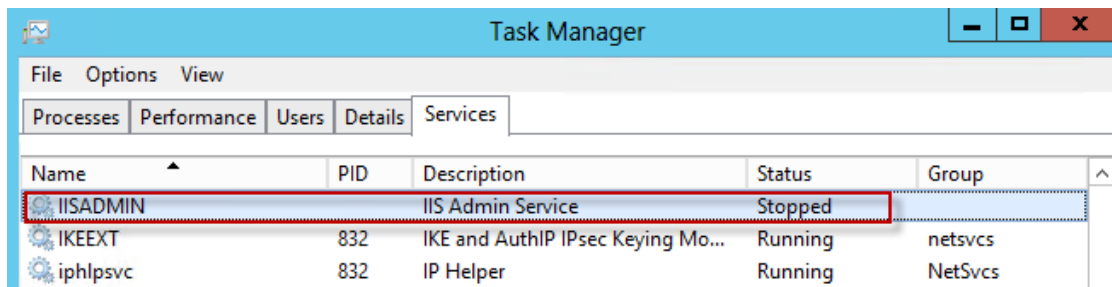 Task Manager
File Options View
Processes Performance Users Details Services
Name PID Description Status Group
IISADMIN IIS Admin Service Stopped
IKEEXT 832 IKE and AuthIP IPsec Keying Mo... Running netsvcs
iphlpsvc 832 IP Helper Running NetSvcs